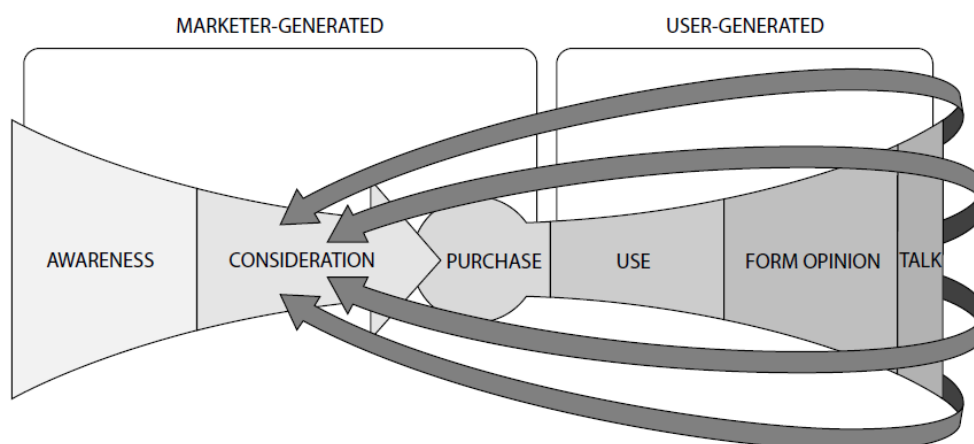 MARKETER-GENERATED
USER-GENERATED
AWARENESS
CONSIDERATION
PURCHASE
USE
FORM OPINION
TALK